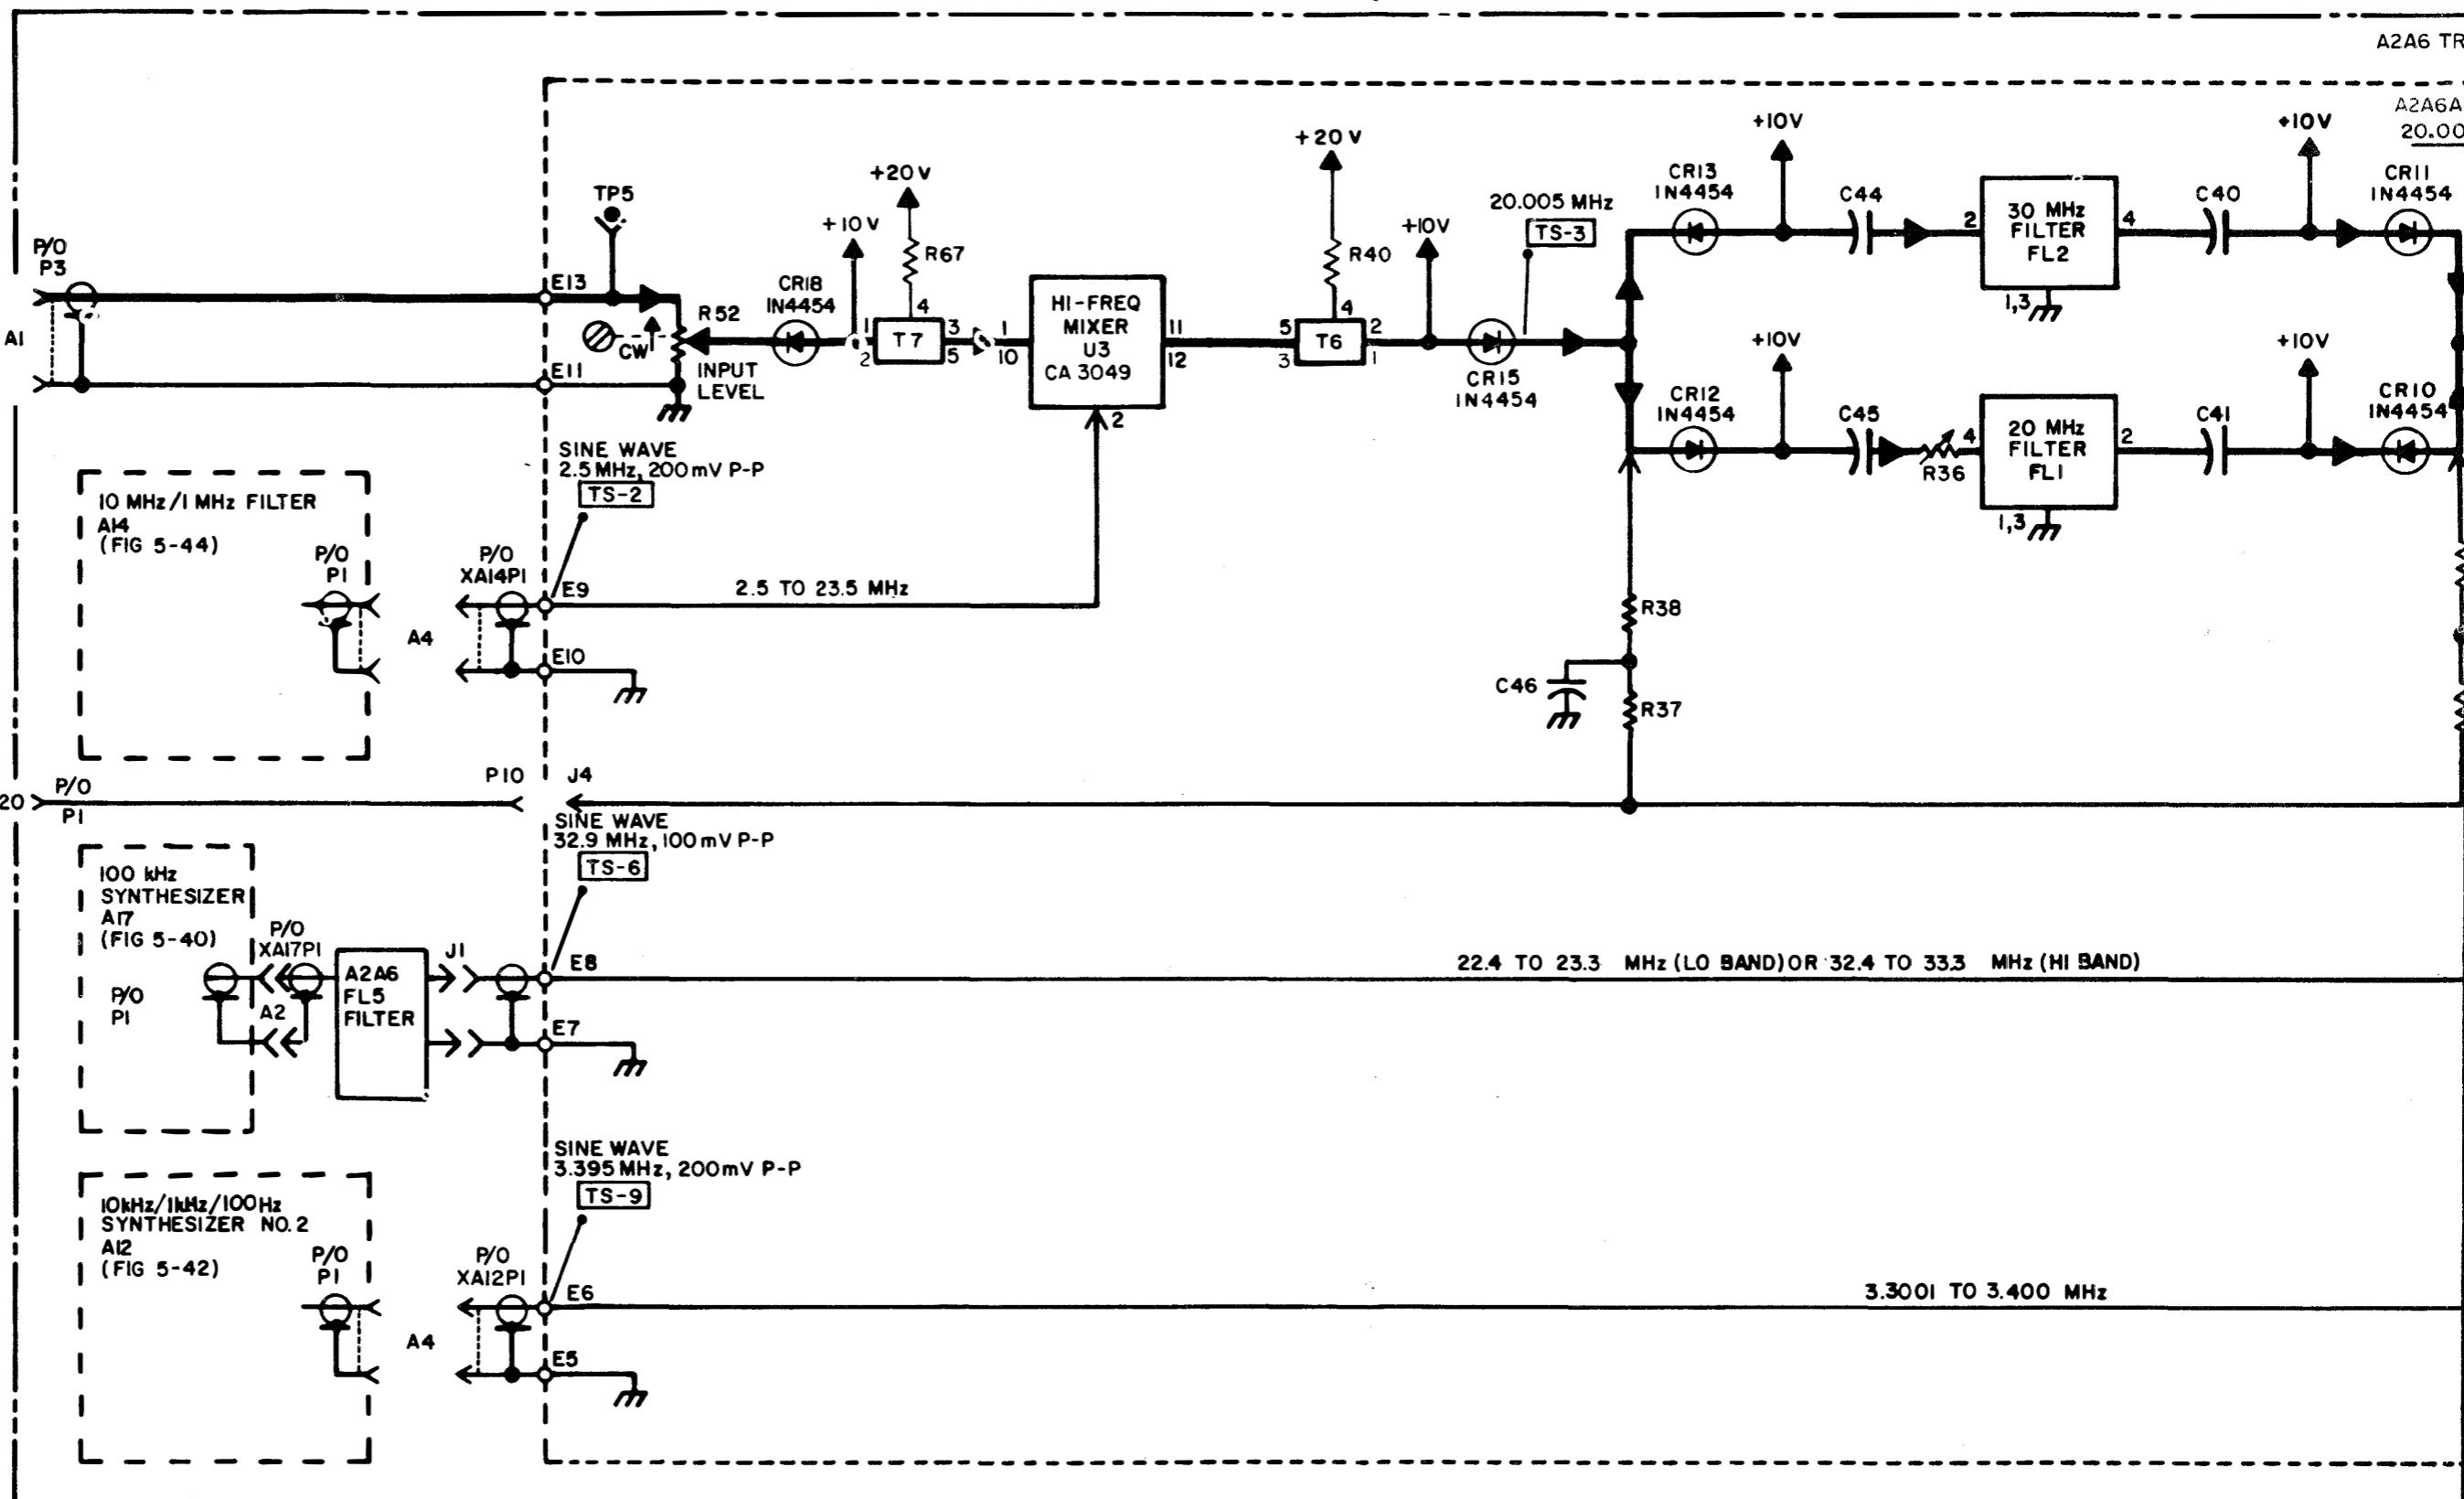 A2A6 TR
A2A6A
20.00
+10V
+10V
+20 V
CR13
1N4454
C44
30 MHz
FILTER
FL2
2
4
1,3
C40
CR11
1N4454
+20V
TP5
+10V
R67
R40
20.005 MHz
TS-3
+10V
P/O
P3
A1
E13
E11
CW
R52
INPUT
LEVEL
CR18
1N4454
1
2
T7
4
3
5
1
10
HI-FREQ
MIXER
U3
CA 3049
11
12
2
5
3
T6
4
2
1
CR15
1N4454
+10V
+10V
CR12
1N4454
C45
R36
4
20 MHz
FILTER
FL1
2
1,3
C41
CR10
1N4454
SINE WAVE
2.5 MHz, 200mV P-P
TS-2
10 MHz/1 MHz FILTER
A14
(FIG 5-44)
P/O
P1
A4
P/O
XA14P1
E9
2.5 TO 23.5 MHz
E10
R38
C46
R37
20
P/O
P1
P10
J4
SINE WAVE
32.9 MHz, 100mV P-P
TS-6
100 kHz
SYNTHESIZER
A17
(FIG 5-40)
P/O
P1
P/O
XA17P1
A2
A2A6
FL5
FILTER
J1
E8
22.4 TO 23.3 MHz (LO BAND) OR 32.4 TO 33.3 MHz (HI BAND)
E7
SINE WAVE
3.395 MHz, 200mV P-P
TS-9
10kHz/1kHz/100Hz
SYNTHESIZER NO. 2
A12
(FIG 5-42)
P/O
P1
A4
P/O
XA12P1
E6
3.3001 TO 3.400 MHz
E5